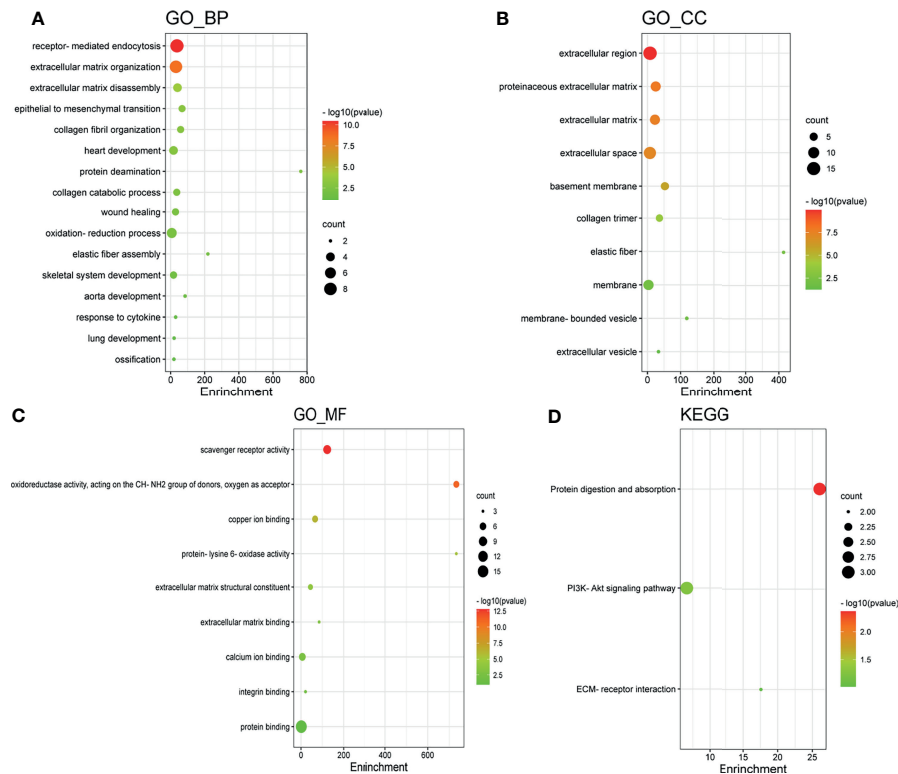 A
GO_BP
receptor- mediated endocytosis
extracellular matrix organization
extracellular matrix disassembly
epithelial to mesenchymal transition
collagen fibril organization
heart development
protein deamination
collagen catabolic process
wound healing
oxidation- reduction process
elastic fiber assembly
skeletal system development
aorta development
response to cytokine
lung development
ossification
0 200 400 600 800
Enrinchment
- log10(pvalue)
10.0
7.5
5.0
2.5
count
2
4
6
8
B
GO_CC
extracellular region
proteinaceous extracellular matrix
extracellular matrix
extracellular space
basement membrane
collagen trimer
elastic fiber
membrane
membrane- bounded vesicle
extracellular vesicle
0 100 200 300 400
Enrinchment
count
5
10
15
- log10(pvalue)
7.5
5.0
2.5
C
GO_MF
scavenger receptor activity
oxidoreductase activity, acting on the CH- NH2 group of donors, oxygen as acceptor
copper ion binding
protein- lysine 6- oxidase activity
extracellular matrix structural constituent
extracellular matrix binding
calcium ion binding
integrin binding
protein binding
0 200 400 600
Enrinchment
count
3
6
9
12
15
- log10(pvalue)
12.5
10.0
7.5
5.0
2.5
D
KEGG
Protein digestion and absorption
PI3K- Akt signaling pathway
ECM- receptor interaction
10 15 20 25
Enrinchment
count
2.00
2.25
2.50
2.75
3.00
- log10(pvalue)
2.0
1.5